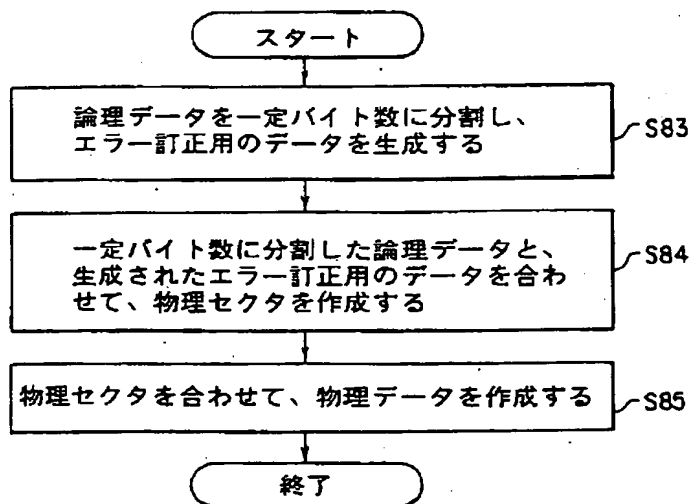 スタート
論理データを一定バイト数に分割し、
エラー訂正用のデータを生成する
S83
一定バイト数に分割した論理データと、
生成されたエラー訂正用のデータを合わ
せて、物理セクタを作成する
S84
物理セクタを合わせて、物理データを作成する
S85
終了